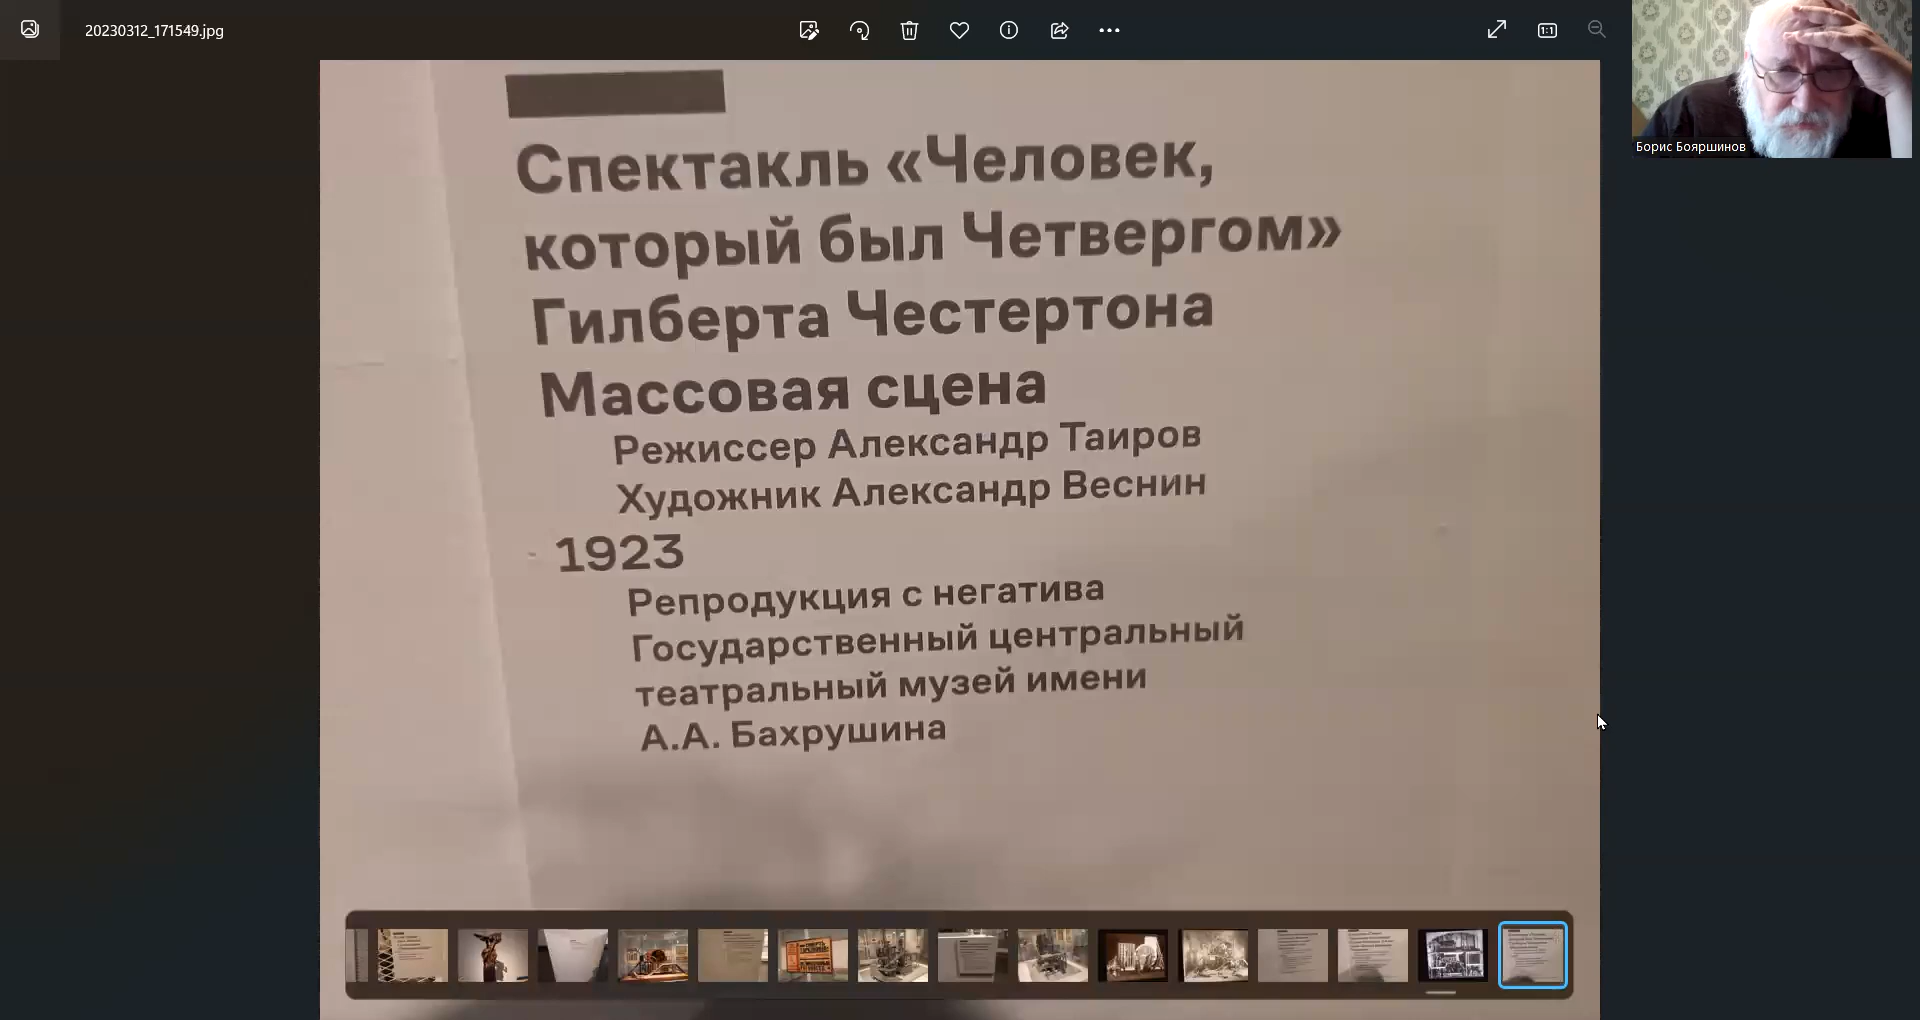 20230312_171549.jpg
Борис Бояршинов
Спектакль «Человек,
который был Четвергом»
Гилберта Честертона
Массовая сцена
Режиссер Александр Таиров
Художник Александр Веснин
1923
Репродукция с негатива
Государственный центральный
театральный музей имени
А.А. Бахрушина